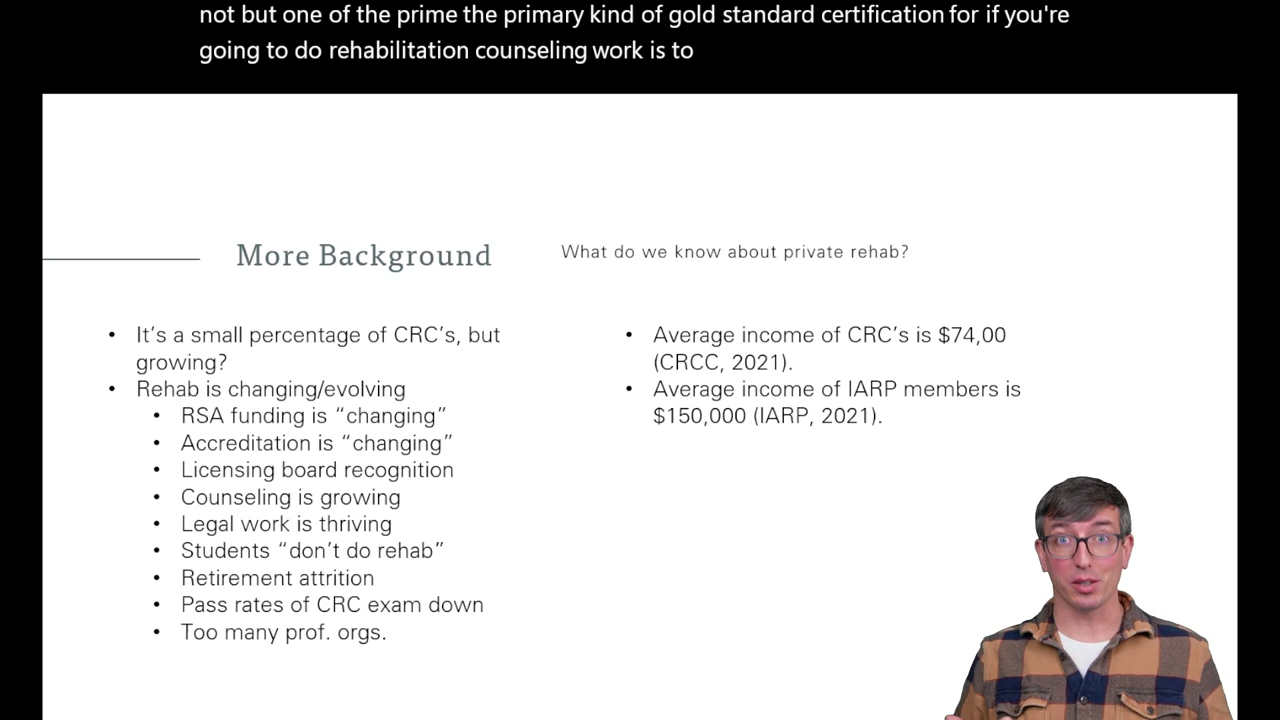 not but one of the prime the primary kind of gold standard certification for if you're
going to do rehabilitation counseling work is to
More Background
What do we know about private rehab?
• It's a small percentage of CRC's, but
growing?
• Rehab is changing/evolving
• RSA funding is “changing”
• Accreditation is “changing”
• Licensing board recognition
• Counseling is growing
• Legal work is thriving
• Students “don't do rehab”
• Retirement attrition
• Pass rates of CRC exam down
• Too many prof. orgs.
• Average income of CRC's is $74,00
(CRCC, 2021).
• Average income of IARP members is
$150,000 (IARP, 2021).